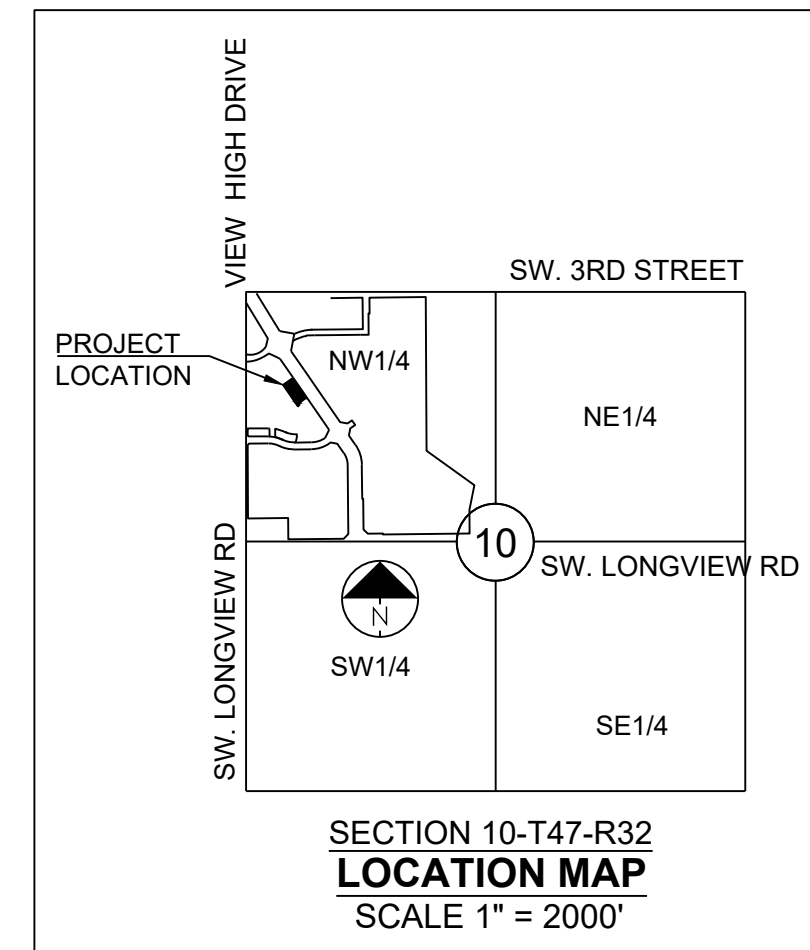 VIEW HIGH DRIVE
SW. 3RD STREET
PROJECT
LOCATION
NW1/4
NE1/4
10
SW. LONGVIEW RD
SW. LONGVIEW RD
N
SW1/4
SE1/4
SECTION 10-T47-R32
LOCATION MAP
SCALE 1" = 2000'